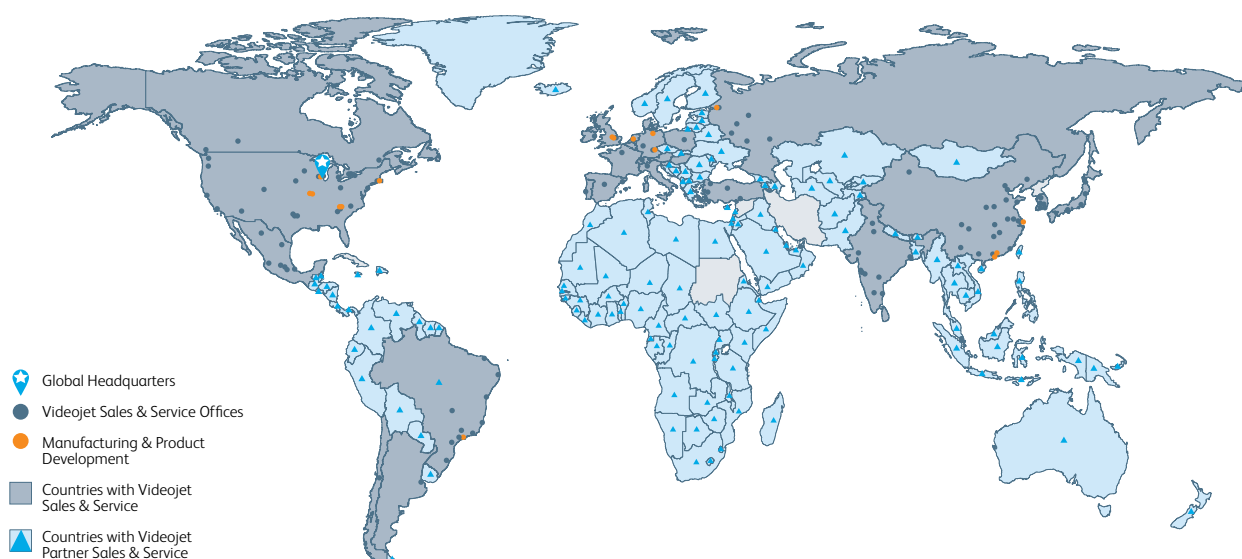 Global Headquarters
Videojet Sales & Service Offices
Manufacturing & Product
Development
Countries with Videojet
Sales & Service
Countries with Videojet
Partner Sales & Service